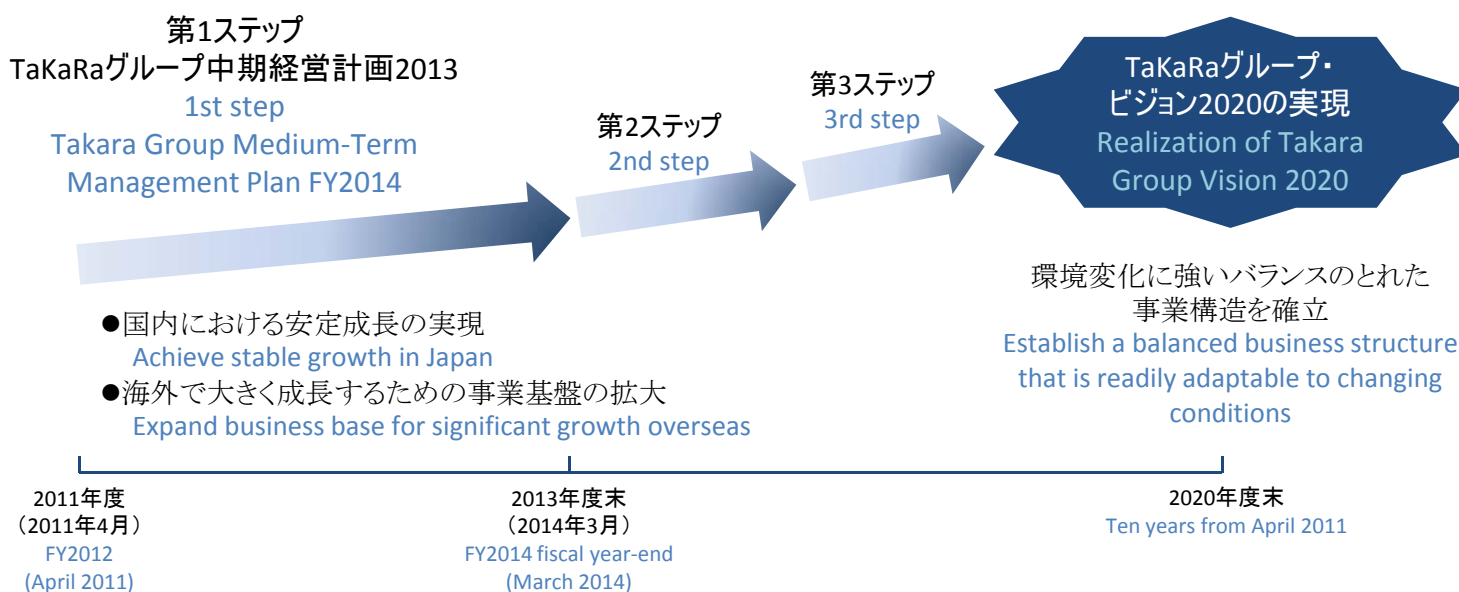 第1ステップ
TaKaRaグループ中期経営計画2013
1st step
Takara Group Medium-Term
Management Plan FY2014
第2ステップ
2nd step
第3ステップ
3rd step
TaKaRaグループ・
ビジョン2020の実現
Realization of Takara
Group Vision 2020
●国内における安定成長の実現
Achieve stable growth in Japan
●海外で大きく成長するための事業基盤の拡大
Expand business base for significant growth overseas
環境変化に強いバランスのとれた
事業構造を確立
Establish a balanced business structure
that is readily adaptable to changing
conditions
2011年度
（2011年4月）
FY2012
(April 2011)
2013年度末
（2014年3月）
FY2014 fiscal year-end
(March 2014)
2020年度末
Ten years from April 2011